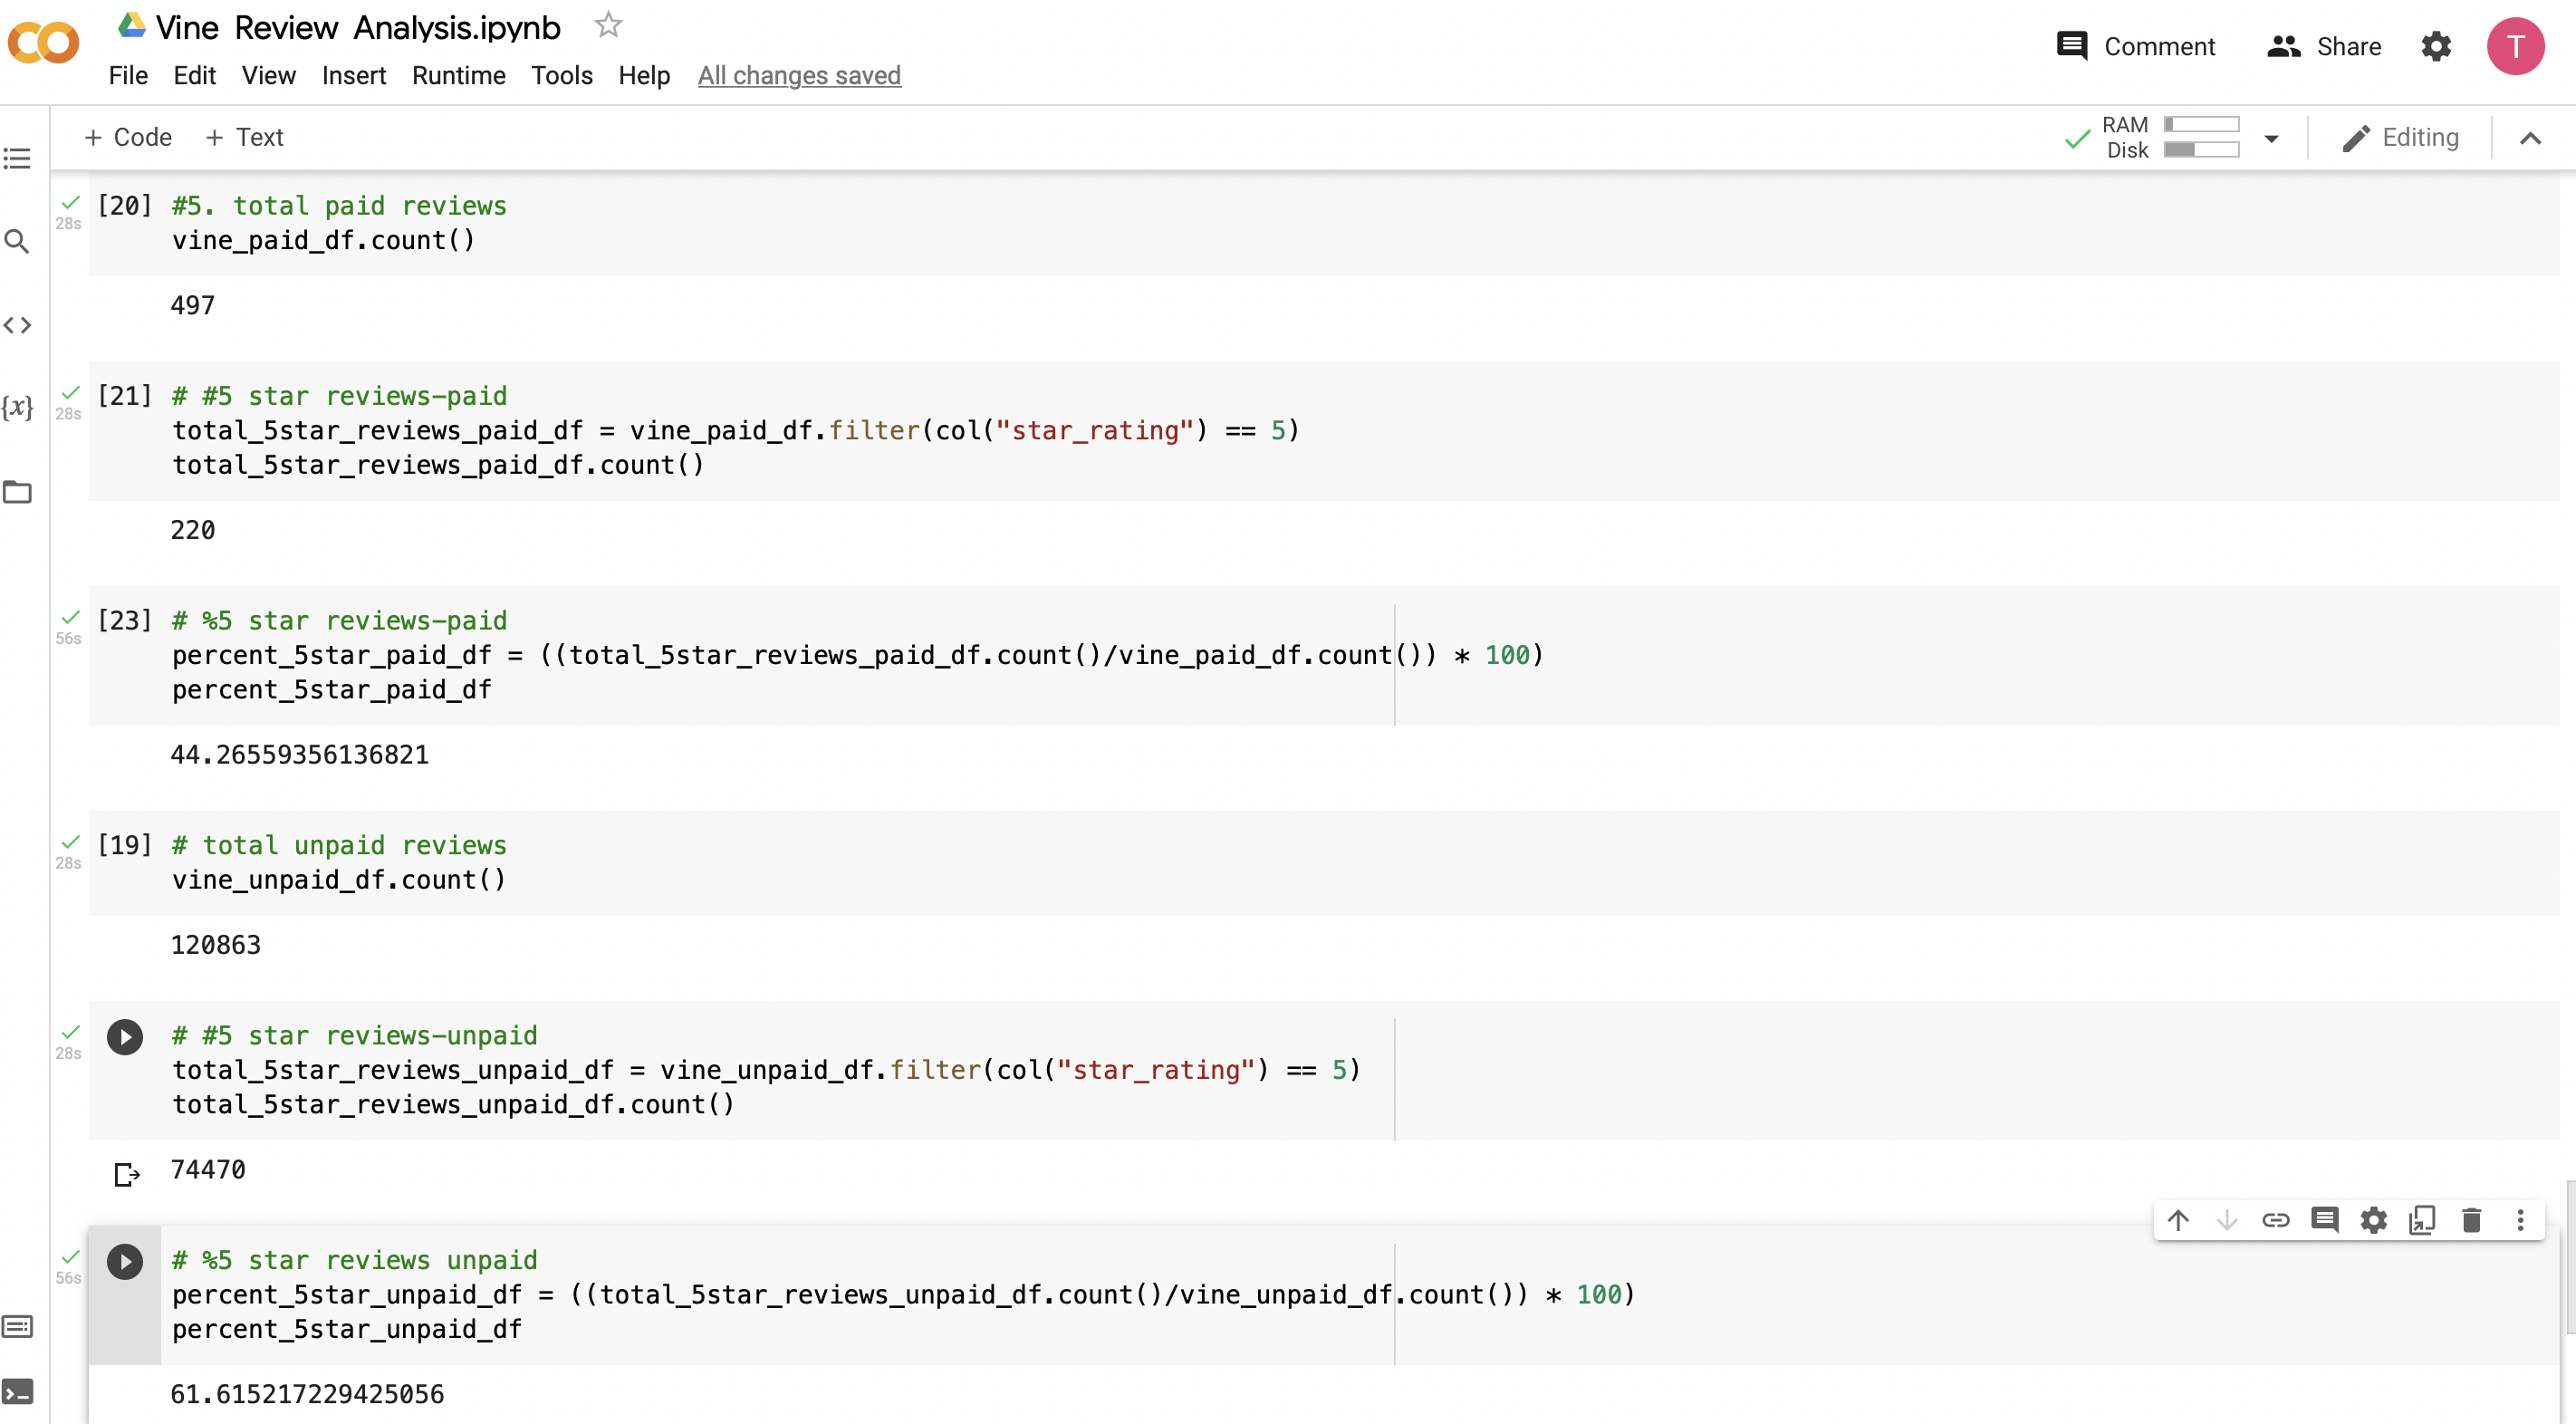 Vine Review Analysis.ipynb
File Edit View Insert Runtime Tools Help All changes saved
Comment Share T
+ Code + Text
RAM
Disk
Editing
28s
[20] #5. total paid reviews
vine_paid_df.count()
497
28s
[21] # #5 star reviews-paid
total_5star_reviews_paid_df = vine_paid_df.filter(col("star_rating") == 5)
total_5star_reviews_paid_df.count()
220
56s
[23] # %5 star reviews-paid
percent_5star_paid_df = ((total_5star_reviews_paid_df.count()/vine_paid_df.count()) * 100)
percent_5star_paid_df
44.26559356136821
28s
[19] # total unpaid reviews
vine_unpaid_df.count()
120863
28s
# #5 star reviews-unpaid
total_5star_reviews_unpaid_df = vine_unpaid_df.filter(col("star_rating") == 5)
total_5star_reviews_unpaid_df.count()
74470
56s
# %5 star reviews unpaid
percent_5star_unpaid_df = ((total_5star_reviews_unpaid_df.count()/vine_unpaid_df.count()) * 100)
percent_5star_unpaid_df
61.615217229425056